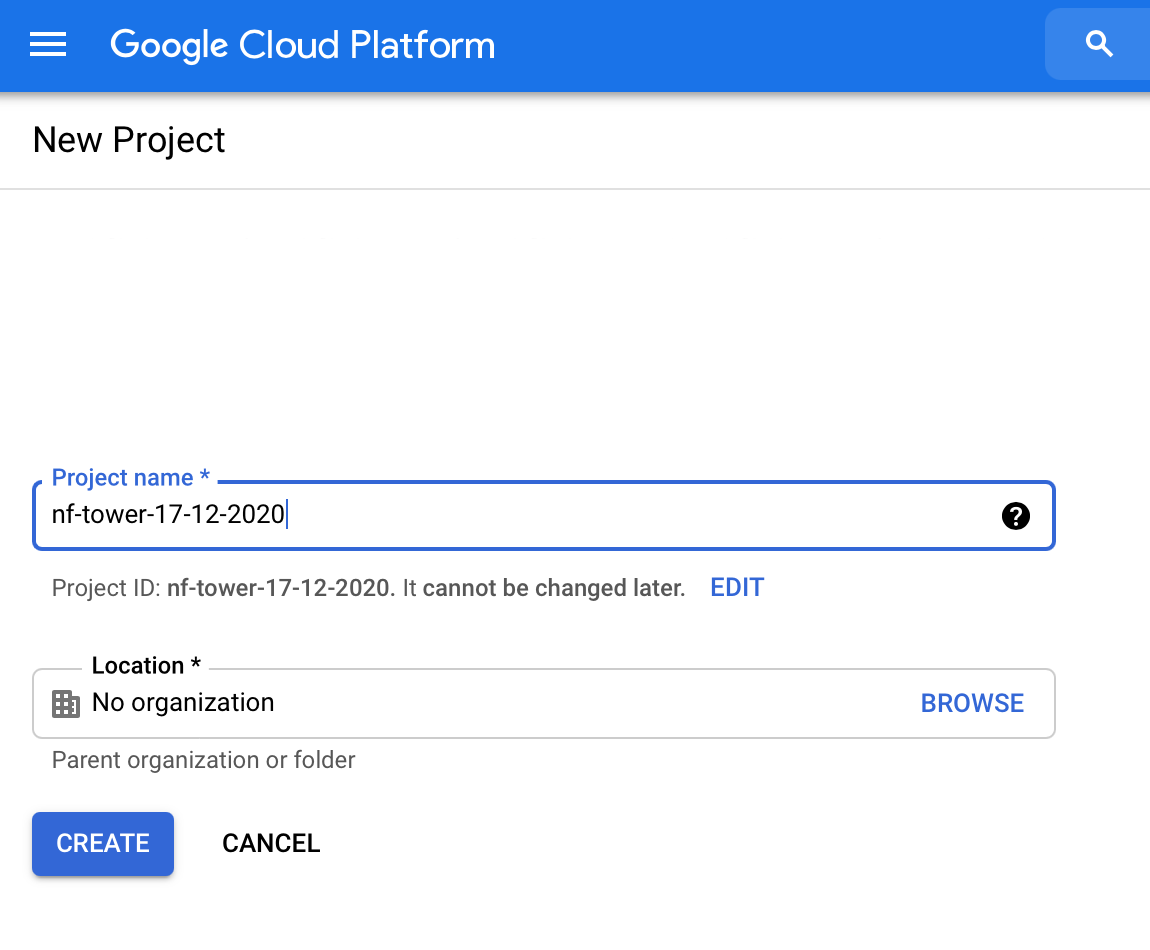 Google Cloud Platform
New Project
Project name *
nf-tower-17-12-2020
Project ID: nf-tower-17-12-2020. It cannot be changed later. EDIT
Location *
No organization BROWSE
Parent organization or folder
CREATE CANCEL